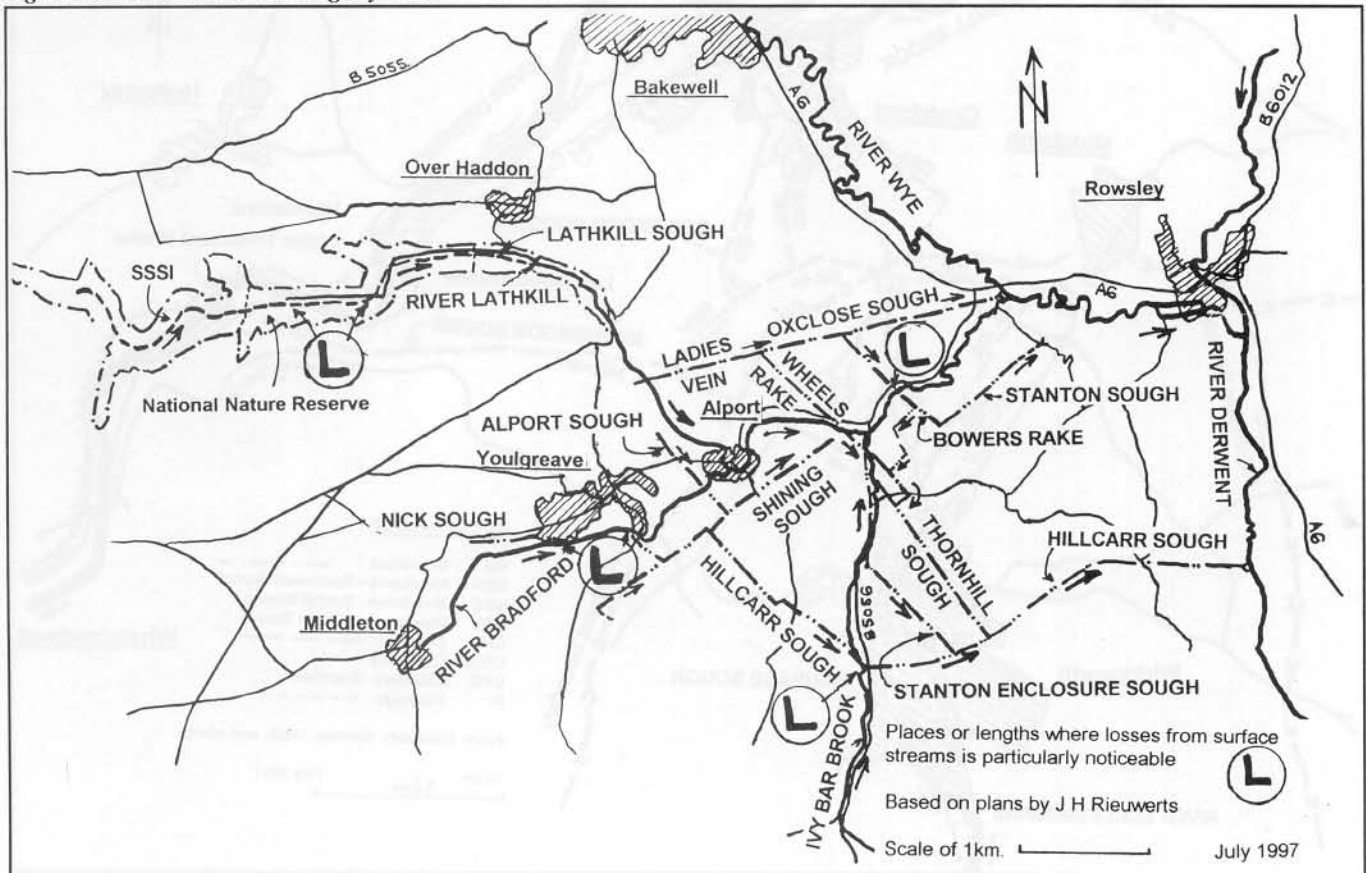 B5055
Bakewell
A6
RIVER WYE
N
B6012
Over Haddon
Rowsley
LATHKILL SOUGH
SSSI
RIVER LATHKILL
A6
OXCLOSE SOUGH
L
L
LADIES
VEIN
WHEELS
RAKE
National Nature Reserve
STANTON SOUGH
RIVER DERWENT
ALPORT SOUGH
Alport
BOWERS RAKE
Youlgreave
SHINING
SOUGH
NICK SOUGH
THORNHILL
SOUGH
HILLCARR SOUGH
A6
L
HILLCARR SOUGH
B5056
Middleton
RIVER BRADFORD
STANTON ENCLOSURE SOUGH
L
IVY BAR BROOK
Places or lengths where losses from surface
streams is particularly noticeable
L
Based on plans by J H Rieuwerts
Scale of 1km.
July 1997